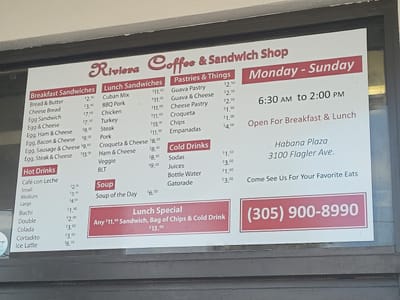 Riviera Coffee & Sandwich Shop
Breakfast Sandwiches
Bread & Butter
Cheese Bread
Egg Sandwich
Egg & Cheese
Egg, Ham & Cheese
Egg, Bacon & Cheese
Egg, Sausage & Cheese
Egg, Steak & Cheese
Hot Drinks
Café con Leche
Small
Medium
Large
Buchi
Double
Colada
Cortadito
Ice Latte
Lunch Sandwiches
Cuban Mix
BBQ Pork
Chicken
Turkey
Steak
Pork
Croqueta & Cheese
Ham & Cheese
Veggie
BLT
Soup
Soup of the Day
Pastries & Things
Guava Pastry
Guava & Cheese
Cheese Pastry
Croqueta
Chips
Empanadas
Cold Drinks
Sodas
Juices
Bottle Water
Gatorade
Lunch Special
Any Sandwich, Bag of Chips & Cold Drink
Monday - Sunday
6:30 AM to 2:00 PM
Open For Breakfast & Lunch
Habana Plaza
3100 Flagler Ave.
Come See Us For Your Favorite Eats
(305) 900-8990